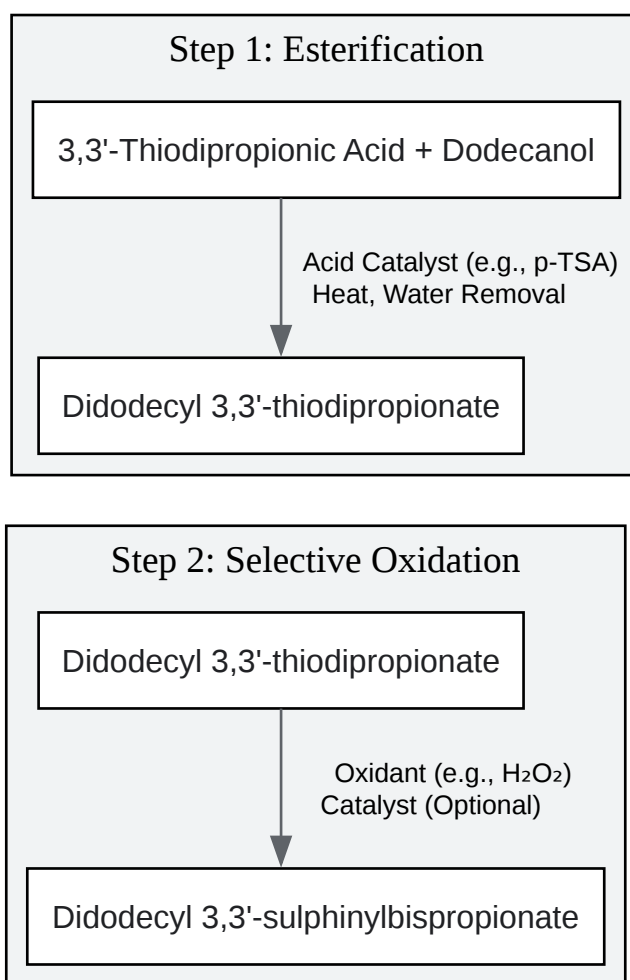 Step 1: Esterification
3,3'-Thiodipropionic Acid + Dodecanol
Acid Catalyst (e.g., p-TSA)
Heat, Water Removal
Didodecyl 3,3'-thiodipropionate
Step 2: Selective Oxidation
Didodecyl 3,3'-thiodipropionate
Oxidant (e.g., H₂O₂)
Catalyst (Optional)
Didodecyl 3,3'-sulphinylbispropionate